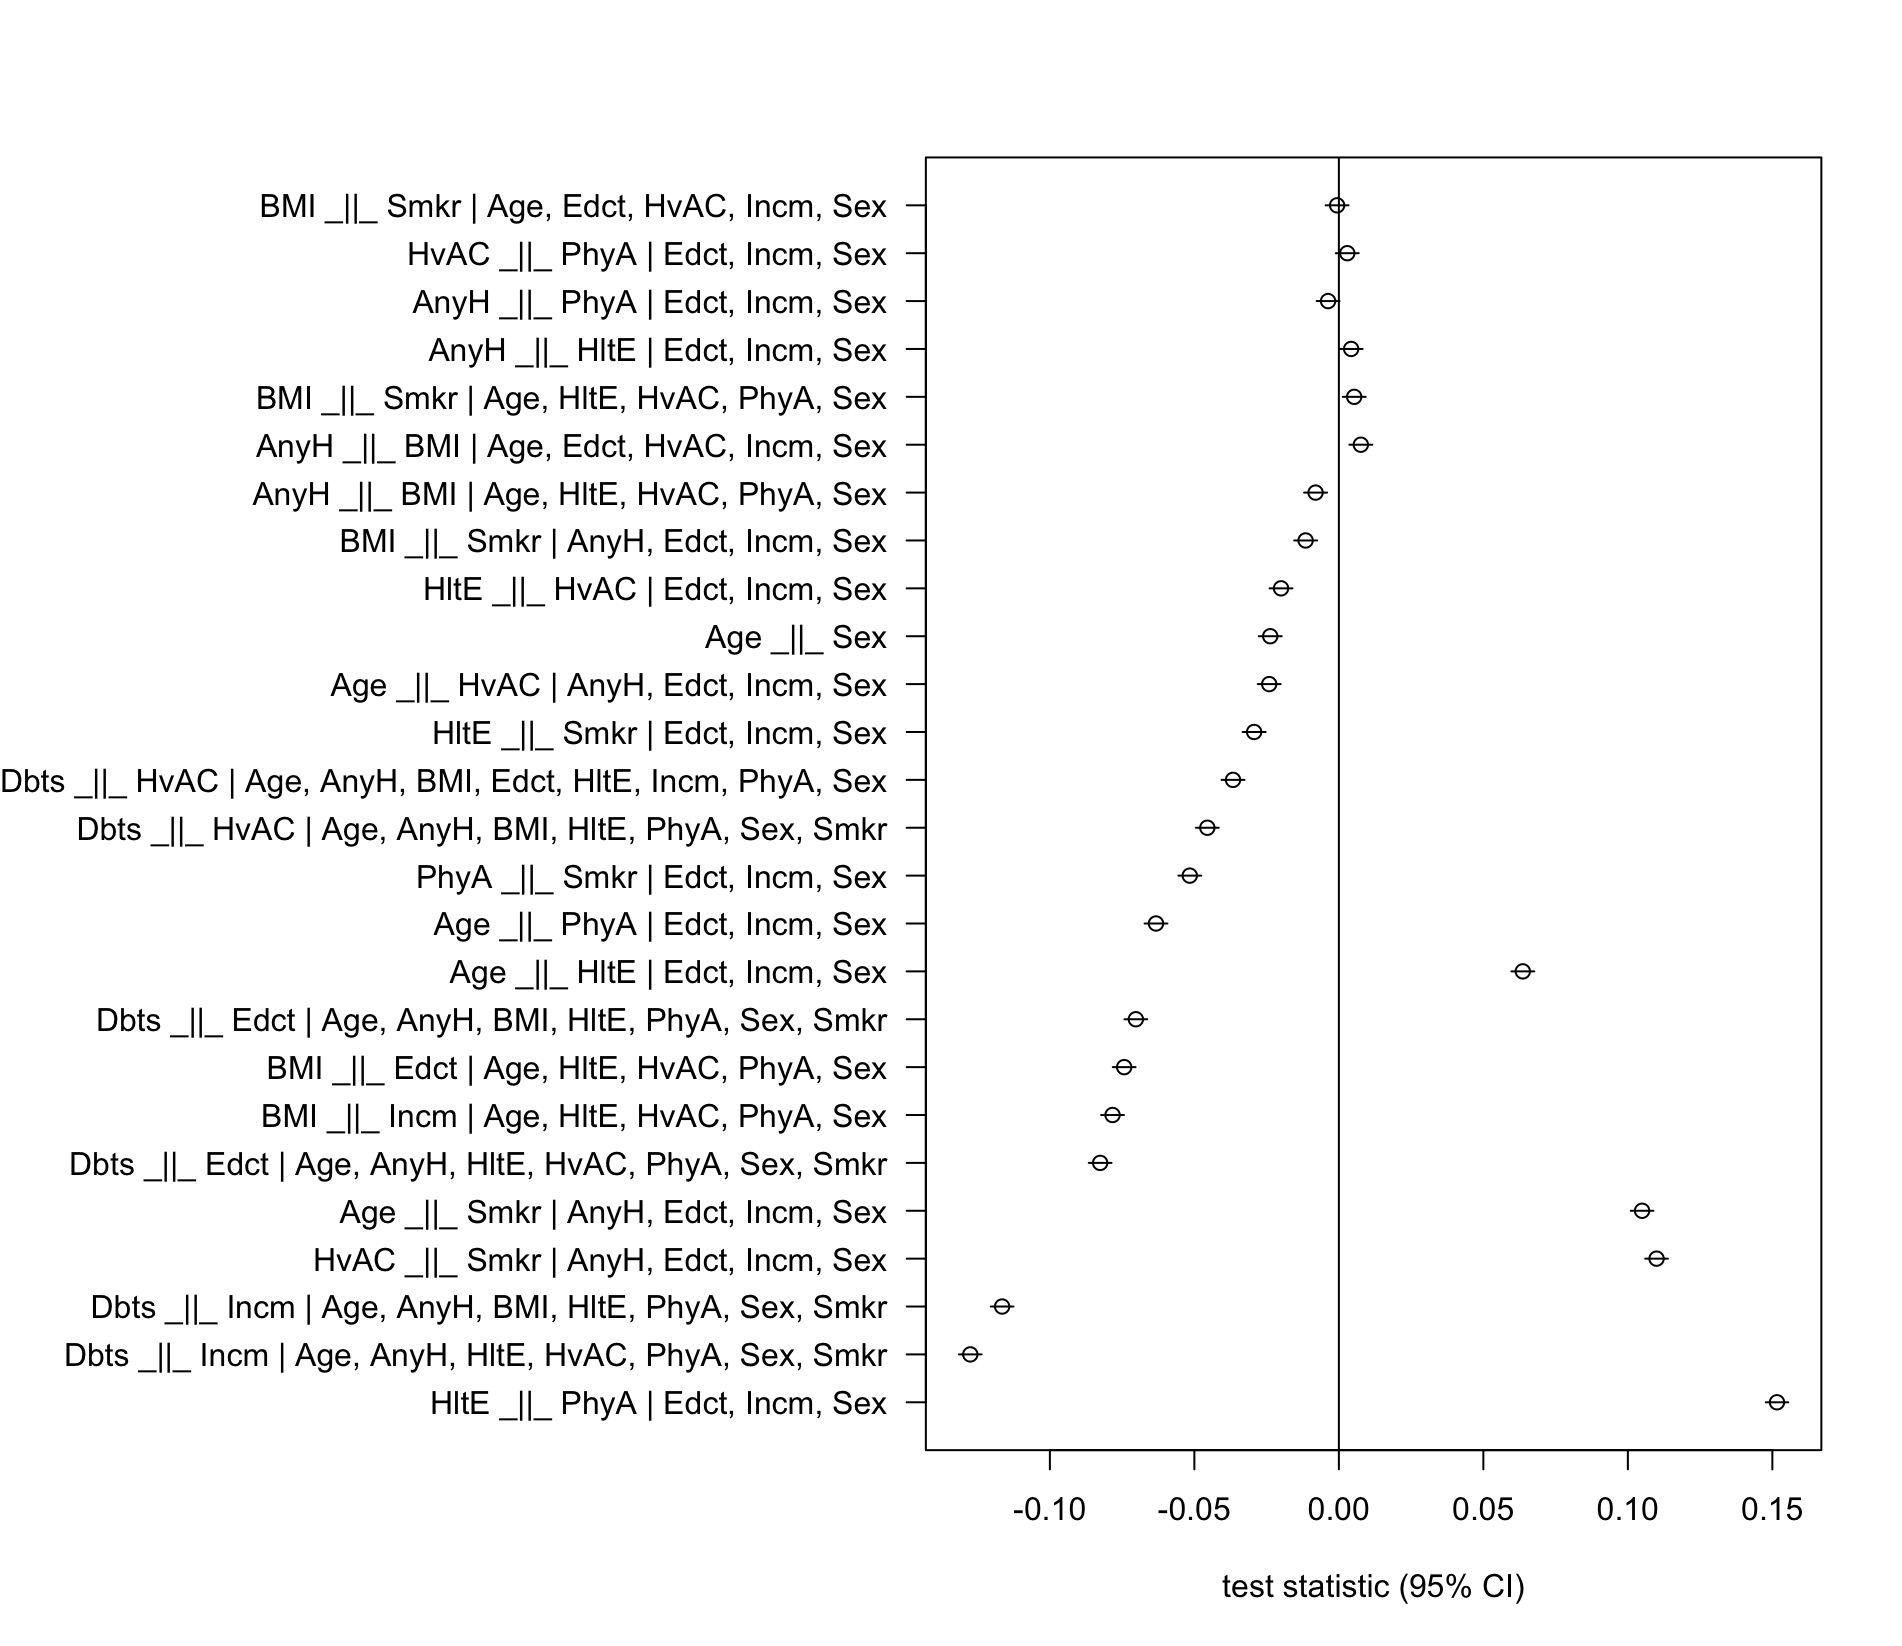 BMI _||_ Smkr | Age, Edct, HvAC, Incm, Sex
HvAC _||_ PhyA | Edct, Incm, Sex
AnyH _||_ PhyA | Edct, Incm, Sex
AnyH _||_ HltE | Edct, Incm, Sex
BMI _||_ Smkr | Age, HltE, HvAC, PhyA, Sex
AnyH _||_ BMI | Age, Edct, HvAC, Incm, Sex
AnyH _||_ BMI | Age, HltE, HvAC, PhyA, Sex
BMI _||_ Smkr | AnyH, Edct, Incm, Sex
HltE _||_ HvAC | Edct, Incm, Sex
Age _||_ Sex
Age _||_ HvAC | AnyH, Edct, Incm, Sex
HltE _||_ Smkr | Edct, Incm, Sex
Dbts _||_ HvAC | Age, AnyH, BMI, Edct, HltE, Incm, PhyA, Sex
Dbts _||_ HvAC | Age, AnyH, BMI, HltE, PhyA, Sex, Smkr
PhyA _||_ Smkr | Edct, Incm, Sex
Age _||_ PhyA | Edct, Incm, Sex
Age _||_ HltE | Edct, Incm, Sex
Dbts _||_ Edct | Age, AnyH, BMI, HltE, PhyA, Sex, Smkr
BMI _||_ Edct | Age, HltE, HvAC, PhyA, Sex
BMI _||_ Incm | Age, HltE, HvAC, PhyA, Sex
Dbts _||_ Edct | Age, AnyH, HltE, HvAC, PhyA, Sex, Smkr
Age _||_ Smkr | AnyH, Edct, Incm, Sex
HvAC _||_ Smkr | AnyH, Edct, Incm, Sex
Dbts _||_ Incm | Age, AnyH, BMI, HltE, PhyA, Sex, Smkr
Dbts _||_ Incm | Age, AnyH, HltE, HvAC, PhyA, Sex, Smkr
HltE _||_ PhyA | Edct, Incm, Sex
-0.10 -0.05 0.00 0.05 0.10 0.15
test statistic (95% CI)